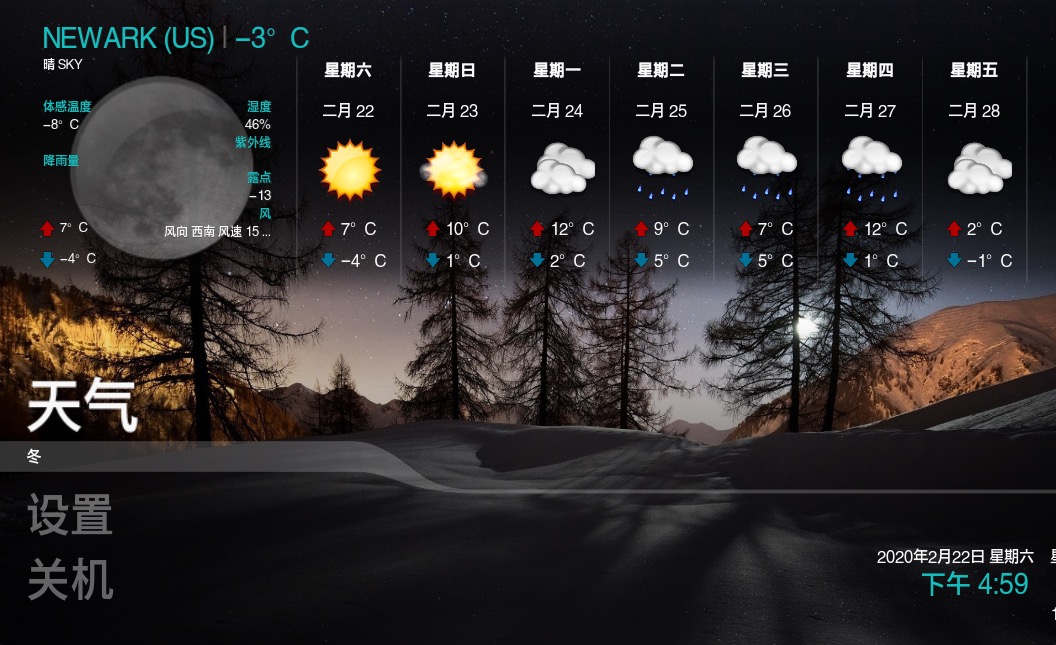 NEWARK (US) | −3° C
晴 SKY
体感温度
−8° C
湿度
46%
紫外线
降雨量
露点
−13
风
风向 西南 风速 15 ...
7° C
−4° C
星期六 星期日 星期一 星期二 星期三 星期四 星期五
二月 22 二月 23 二月 24 二月 25 二月 26 二月 27 二月 28
7° C 10° C 12° C 9° C 7° C 12° C 2° C
−4° C 1° C 2° C 5° C 5° C 1° C −1° C
天气
冬
设置
关机
2020年2月22日 星期六
下午 4:59